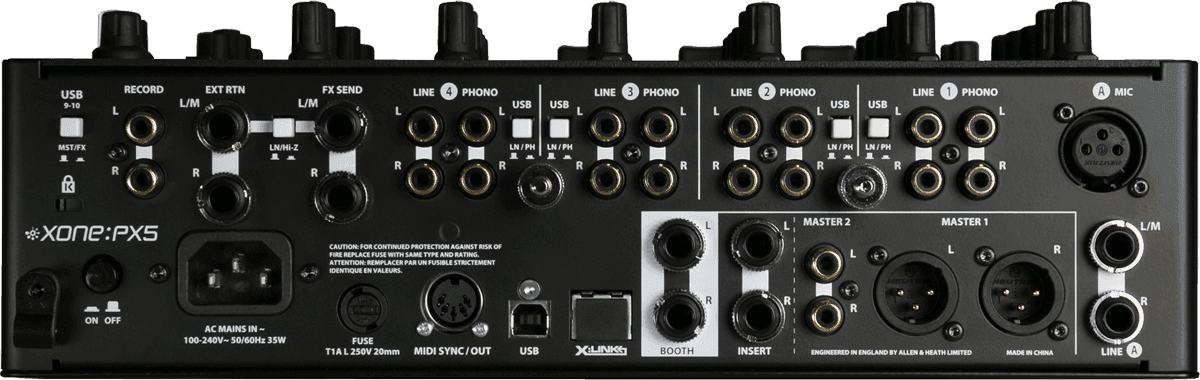 USB
9-10
MST/FX
K
RECORD
L
R
EXT RTN
L/M
R
LN/Hi-Z
FX SEND
L/M
R
LINE 4 PHONO
L
R
USB
LN / PH
USB
LN / PH
LINE 3 PHONO
L
R
LINE 2 PHONO
L
R
USB
LN / PH
USB
LN / PH
LINE 1 PHONO
L
R
A MIC
XONE:PX5
ON OFF
AC MAINS IN ~
100-240V~ 50/60Hz 35W
CAUTION: FOR CONTINUED PROTECTION AGAINST RISK OF
FIRE REPLACE FUSE WITH SAME TYPE AND RATING.
ATTENTION: REMPLACER PAR UN FUSIBLE STRICTEMENT
IDENTIQUE EN VALEURS.
FUSE
T1A L 250V 20mm
MIDI SYNC / OUT
USB
X:LINK
L
R
BOOTH
L
R
INSERT
MASTER 2
L
R
MASTER 1
L
R
ENGINEERED IN ENGLAND BY ALLEN & HEATH LIMITED
MADE IN CHINA
L/M
R
LINE A